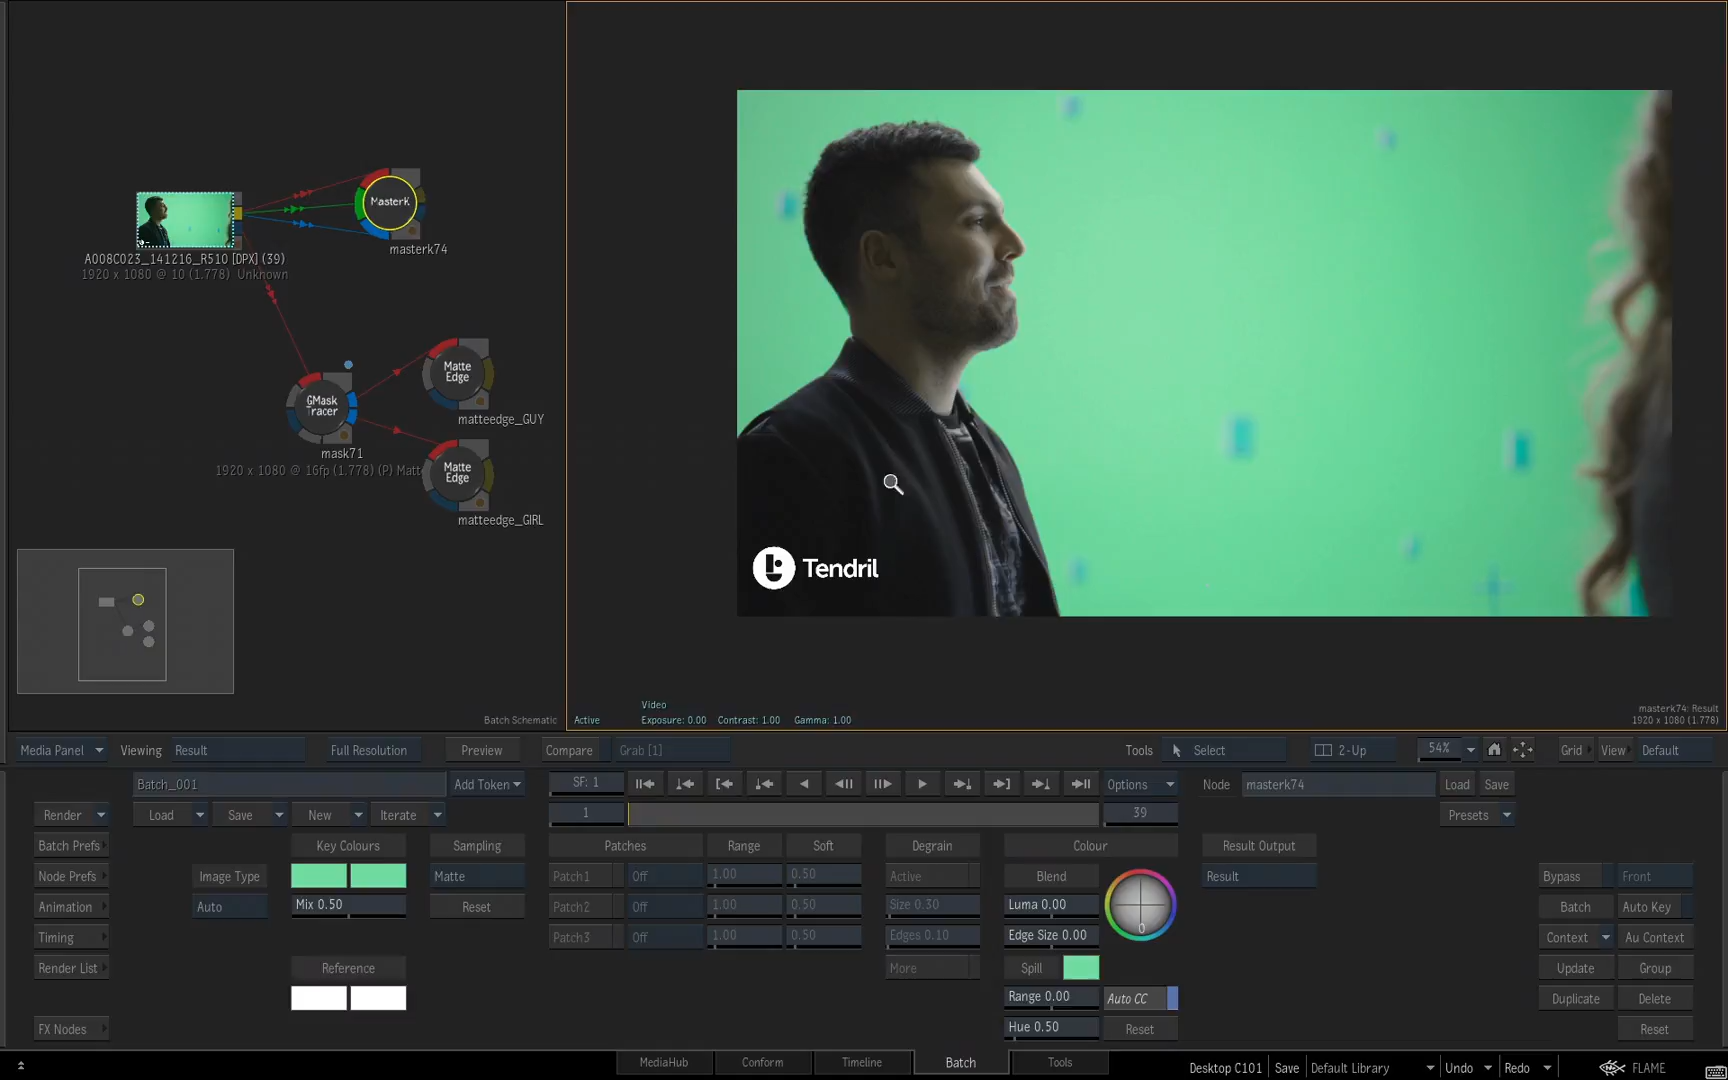 MasterK
masterk74
A008C023_141216_R510 [DPX] (39)
1920 x 1080 @ 10 (1.778) Unknown
Matte
Edge
matteedge_GUY
GMask
Tracer
mask71
1920 x 1080 @ 16fp (1.778) (P) Matt
Matte
Edge
matteedge_GIRL
Tendril
Batch Schematic
Video
Active Exposure: 0.00 Contrast: 1.00 Gamma: 1.00
masterk74: Result
1920 x 1080 (1.778)
Media Panel Viewing Result Full Resolution Preview Compare Grab [1] Tools Select 2-Up 54% Grid View Default
Batch_001 Add Token SF: 1 Options Node masterk74 Load Save
Render Load Save New Iterate 1 39 Presets
Batch Prefs Key Colours Sampling Patches Range Soft Degrain Colour Result Output
Node Prefs Image Type Matte Patch1 Off 1.00 0.50 Active Blend Result Bypass Front
Animation Auto Mix 0.50 Reset Patch2 Off 1.00 0.50 Size 0.30 Luma 0.00 Batch Auto Key
Timing Patch3 Off 1.00 0.50 Edges 0.10 Edge Size 0.00 Context Au Context
Render List Reference More Spill Update Group
Range 0.00 Auto CC Duplicate Delete
FX Nodes Hue 0.50 Reset Reset
MediaHub Conform Timeline Batch Tools Desktop C101 Save Default Library Undo Redo FLAME